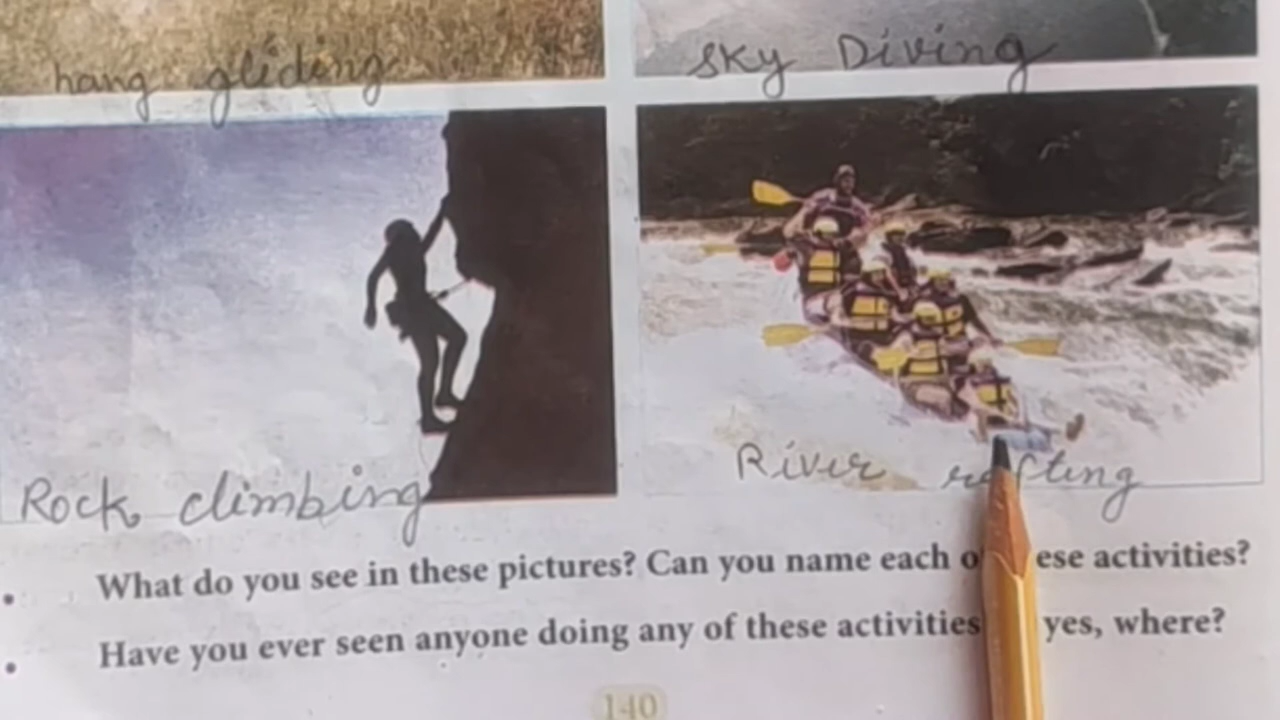 hang gliding
sky Diving
Rock climbing
River rafting
• What do you see in these pictures? Can you name each o ese activities?
• Have you ever seen anyone doing any of these activities yes, where?
140